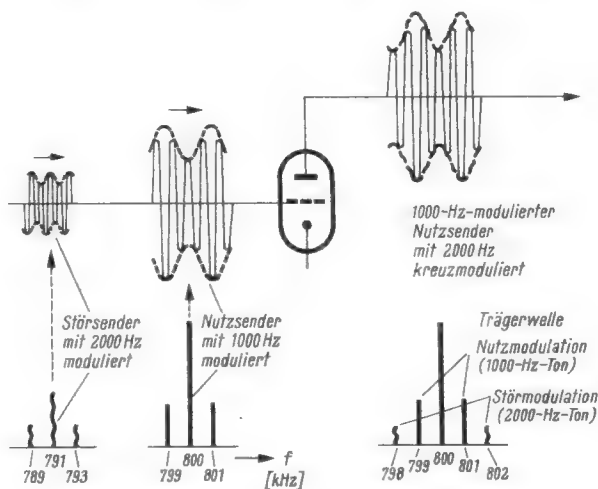 1000-Hz-modulierter
Nutzsender
mit 2000 Hz
kreuzmoduliert
Störsender
mit 2000 Hz
moduliert
Nutzsender
mit 1000 Hz
moduliert
Trägerwelle
Nutzmodulation
(1000-Hz-Ton)
Störmodulation
(2000-Hz-Ton)
789 791 793
799 800 801
f
[kHz]
798 799 800 801 802